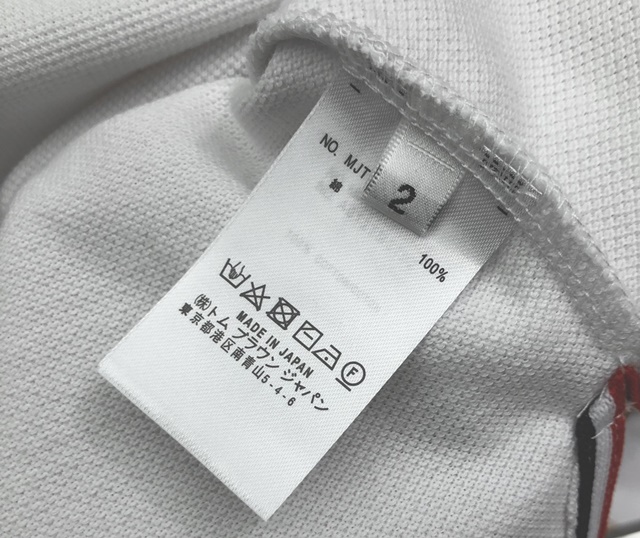 NO. MJT
2
綿
100%
F
MADE IN JAPAN
(株)トム ブラウン ジャパン
東京都港区南青山5-4-6